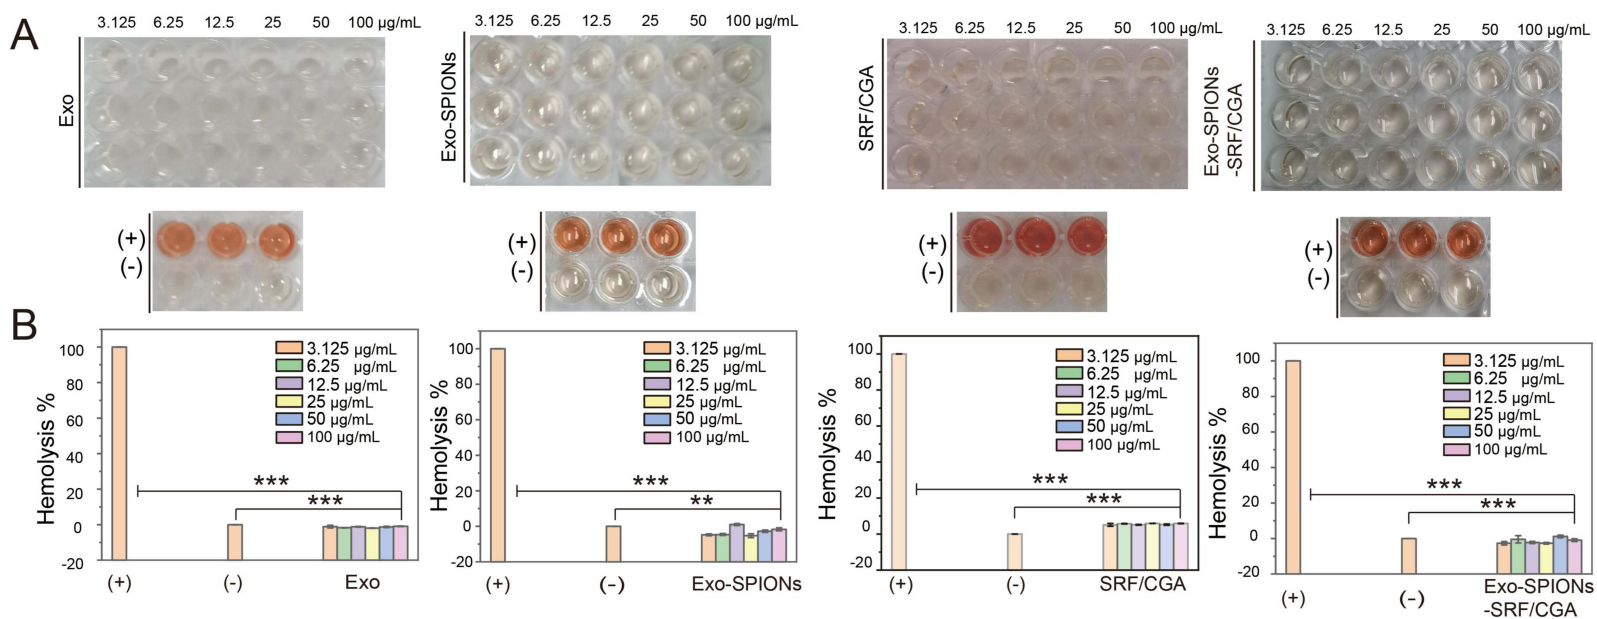 A
3.125 6.25 12.5 25 50 100 µg/mL
Exo
(+)
(-)
3.125 6.25 12.5 25 50 100 µg/mL
Exo-SPIONs
(+)
(-)
3.125 6.25 12.5 25 50 100 µg/mL
SRF/CGA
(+)
(-)
3.125 6.25 12.5 25 50 100 µg/mL
Exo-SPIONs
-SRF/CGA
(+)
(-)
B
Hemolysis %
100
80
60
40
20
0
-20
3.125 µg/mL
6.25 µg/mL
12.5 µg/mL
25 µg/mL
50 µg/mL
100 µg/mL
***
***
(+) (-) Exo
Hemolysis %
100
80
60
40
20
0
-20
3.125 µg/mL
6.25 µg/mL
12.5 µg/mL
25 µg/mL
50 µg/mL
100 µg/mL
***
**
(+) (-) Exo-SPIONs
Hemolysis %
100
80
60
40
20
0
-20
3.125 µg/mL
6.25 µg/mL
12.5 µg/mL
25 µg/mL
50 µg/mL
100 µg/mL
***
***
(+) (-) SRF/CGA
Hemolysis %
100
80
60
40
20
0
-20
3.125 µg/mL
6.25 µg/mL
12.5 µg/mL
25 µg/mL
50 µg/mL
100 µg/mL
***
***
(+) (-) Exo-SPIONs
-SRF/CGA